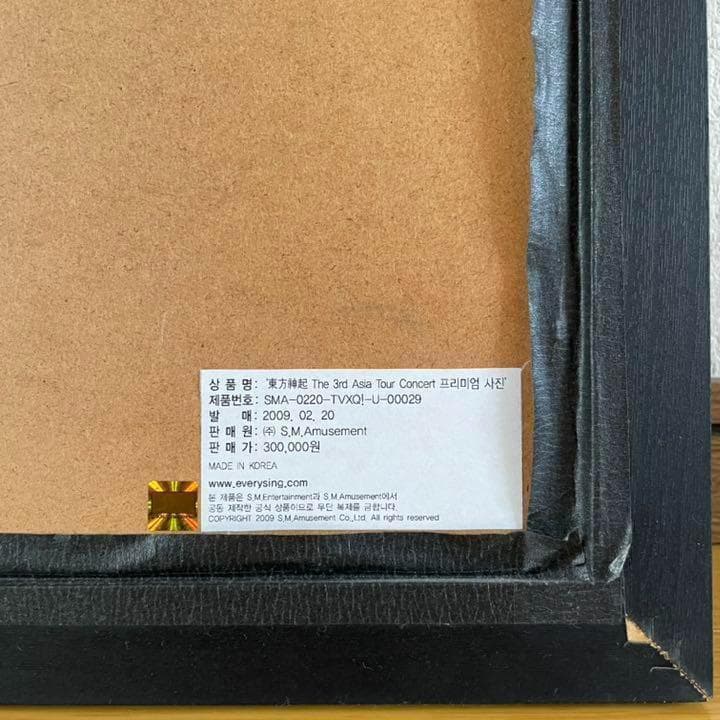 상 품 명: '東方神起 The 3rd Asia Tour Concert 프리미엄 사진'
제품번호: SMA-0220-TVXQ!-U-00029
발 매: 2009. 02. 20
판 매 원: ㈜ S.M.Amusement
판 매 가: 300,000원
MADE IN KOREA
www.everysing.com
본 제품은 S.M.Entertainment과 S.M.Amusement에서
공동 제작한 공식 상품이므로 무단 복제를 금합니다.
COPYRIGHT 2009 S.M.Amusement Co.,Ltd. All rights reserved